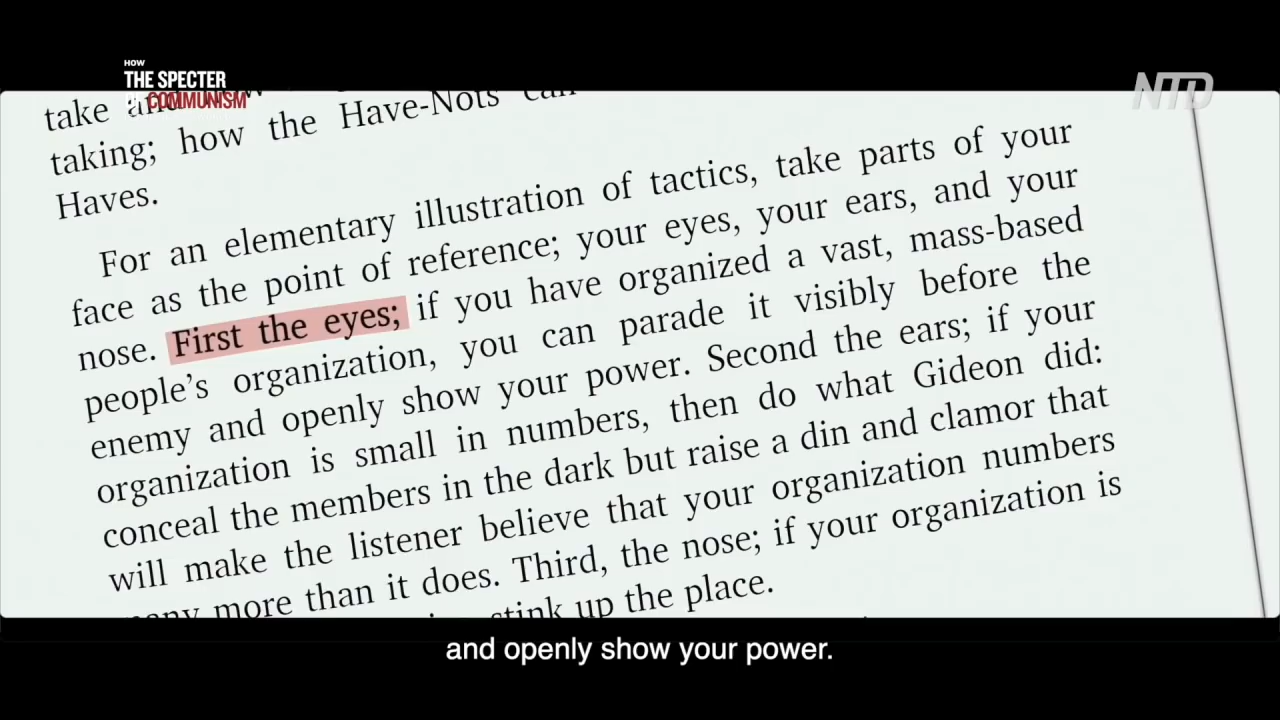 HOW
THE SPECTER
OF COMMUNISM
NTD
take and how
taking; how the Have-Nots can
Haves.
For an elementary illustration of tactics, take parts of your
face as the point of reference; your eyes, your ears, and your
nose. First the eyes; if you have organized a vast, mass-based
people's organization, you can parade it visibly before the
enemy and openly show your power. Second the ears; if your
organization is small in numbers, then do what Gideon did:
conceal the members in the dark but raise a din and clamor that
will make the listener believe that your organization numbers
many more than it does. Third, the nose; if your organization is
stink up the place.
and openly show your power.